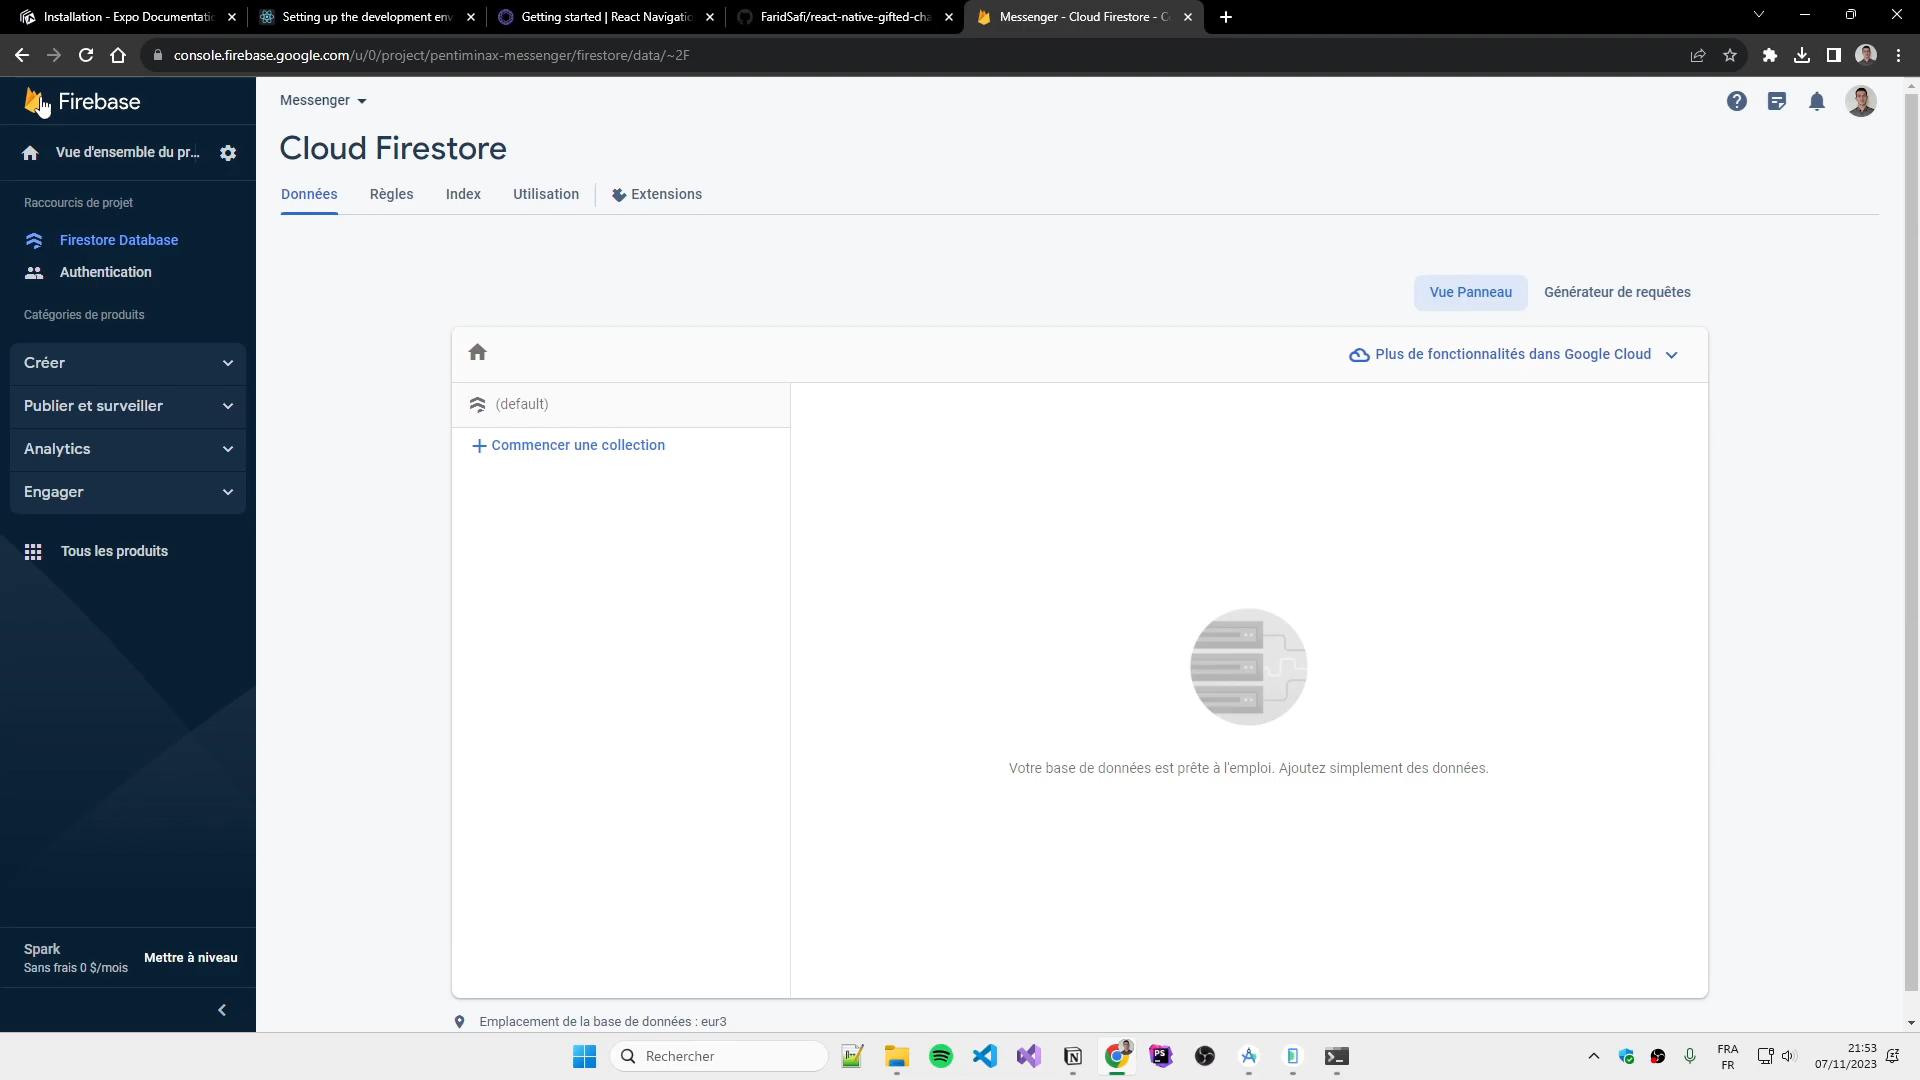 Installation - Expo Documentati
Setting up the development env
Getting started | React Navigatio
FaridSafi/react-native-gifted-cha
Messenger - Cloud Firestore - C
console.firebase.google.com/u/0/project/pentiminax-messenger/firestore/data/~2F
Firebase
Vue d'ensemble du pr...
Raccourcis de projet
Firestore Database
Authentication
Catégories de produits
Créer
Publier et surveiller
Analytics
Engager
Tous les produits
Spark
Sans frais 0 $/mois
Mettre à niveau
Messenger
Cloud Firestore
Données
Règles
Index
Utilisation
Extensions
Vue Panneau
Générateur de requêtes
Plus de fonctionnalités dans Google Cloud
(default)
Commencer une collection
Votre base de données est prête à l'emploi. Ajoutez simplement des données.
Emplacement de la base de données : eur3
Rechercher
FRA
FR
21:53
07/11/2023